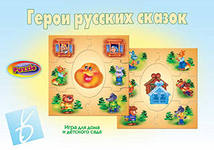 Герои русских сказок
Игра для дома
и детского сада